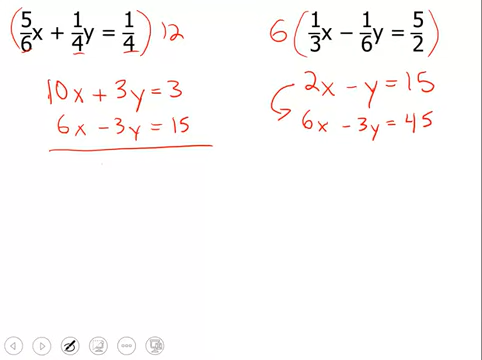 (5/6x + 1/4y = 1/4) 12
10x + 3y = 3
6x - 3y = 15
6 (1/3x − 1/6y = 5/2)
2x - y = 15
6x - 3y = 45